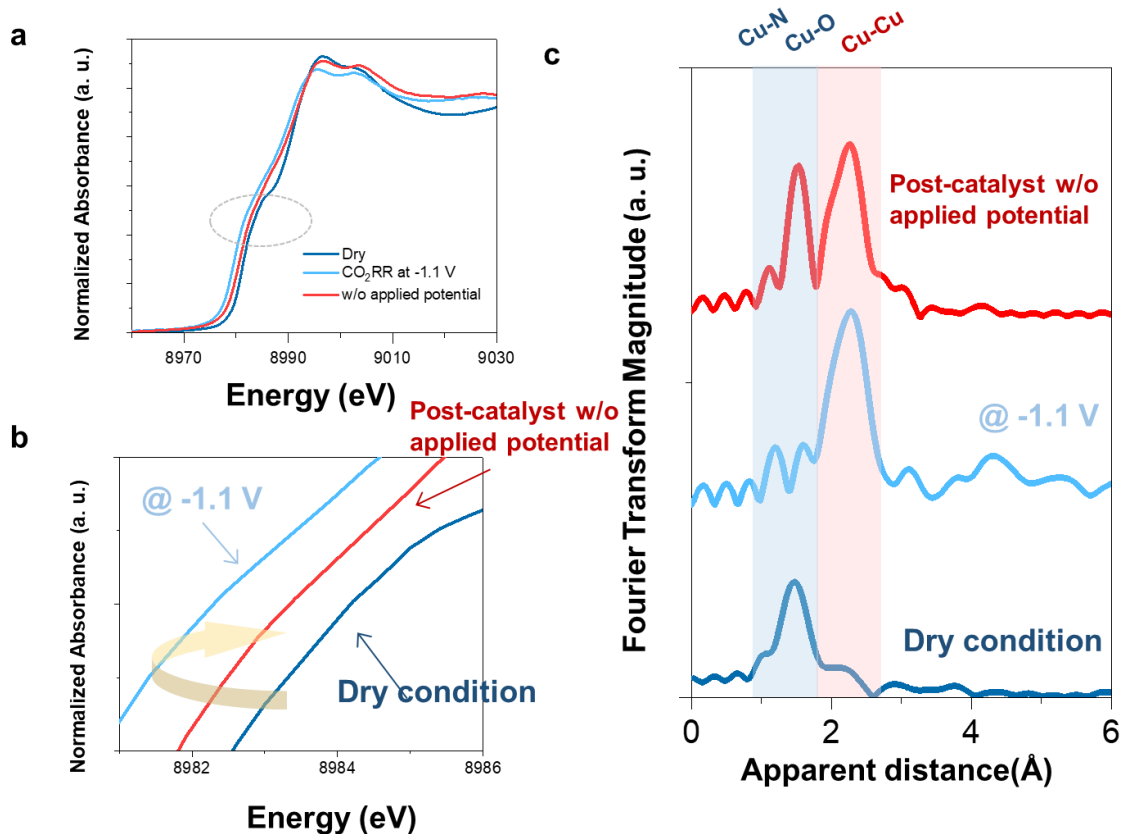 a
Normalized Absorbance (a. u.)
Dry
CO₂RR at -1.1 V
w/o applied potential
8970
8990
9010
9030
Energy (eV)
b
Post-catalyst w/o
applied potential
@ -1.1 V
Dry condition
Normalized Absorbance (a. u.)
8982
8984
8986
Energy (eV)
c
Cu-N
Cu-O
Cu-Cu
Fourier Transform Magnitude (a. u.)
Post-catalyst w/o
applied potential
@ -1.1 V
Dry condition
0
2
4
6
Apparent distance(Å)